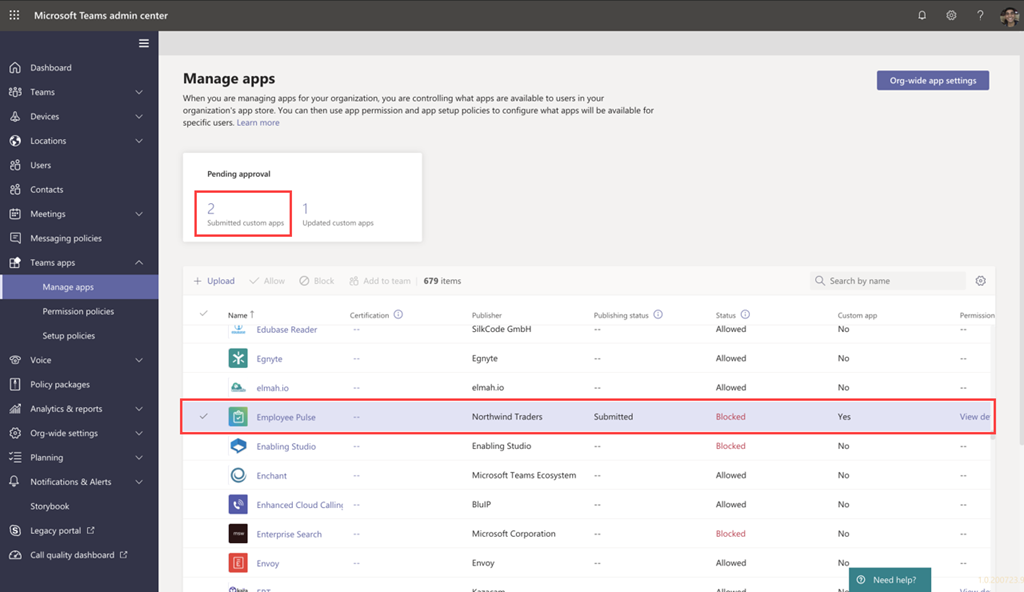 Microsoft Teams admin center
?
Dashboard
Teams
Devices
Locations
Users
Contacts
Meetings
Messaging policies
Teams apps
Manage apps
Permission policies
Setup policies
Voice
Policy packages
Analytics & reports
Org-wide settings
Planning
Notifications & Alerts
Storybook
Legacy portal
Call quality dashboard
Manage apps
Org-wide app settings
When you are managing apps for your organization, you are controlling what apps are available to users in your
organization's app store. You can then use app permission and app setup policies to configure what apps will be available for
specific users. Learn more
Pending approval
2
Submitted custom apps
1
Updated custom apps
+ Upload Allow Block Add to team 679 items
Search by name
Name ↑ Certification Publisher Publishing status Status Custom app Permission
Edubase Reader -- SilkCode GmbH -- Allowed No --
Egnyte -- Egnyte -- Allowed No --
elmah.io -- elmah.io -- Allowed No --
Employee Pulse -- Northwind Traders Submitted Blocked Yes View de
Enabling Studio -- Enabling Studio -- Blocked No --
Enchant -- Microsoft Teams Ecosystem -- Allowed No --
Enhanced Cloud Calling -- BluIP -- Allowed No --
Enterprise Search -- Microsoft Corporation -- Blocked No --
Envoy -- Envoy -- Allowed No --
Need help?